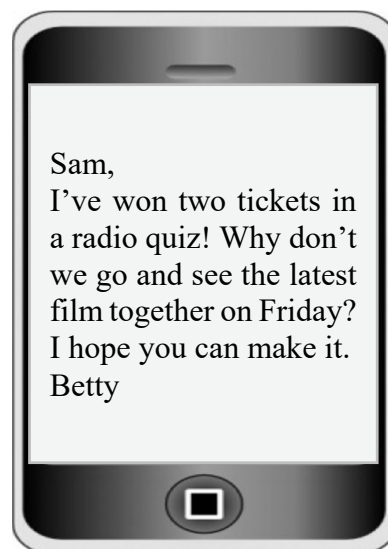 Sam,
I’ve won two tickets in
a radio quiz! Why don’t
we go and see the latest
film together on Friday?
I hope you can make it.
Betty